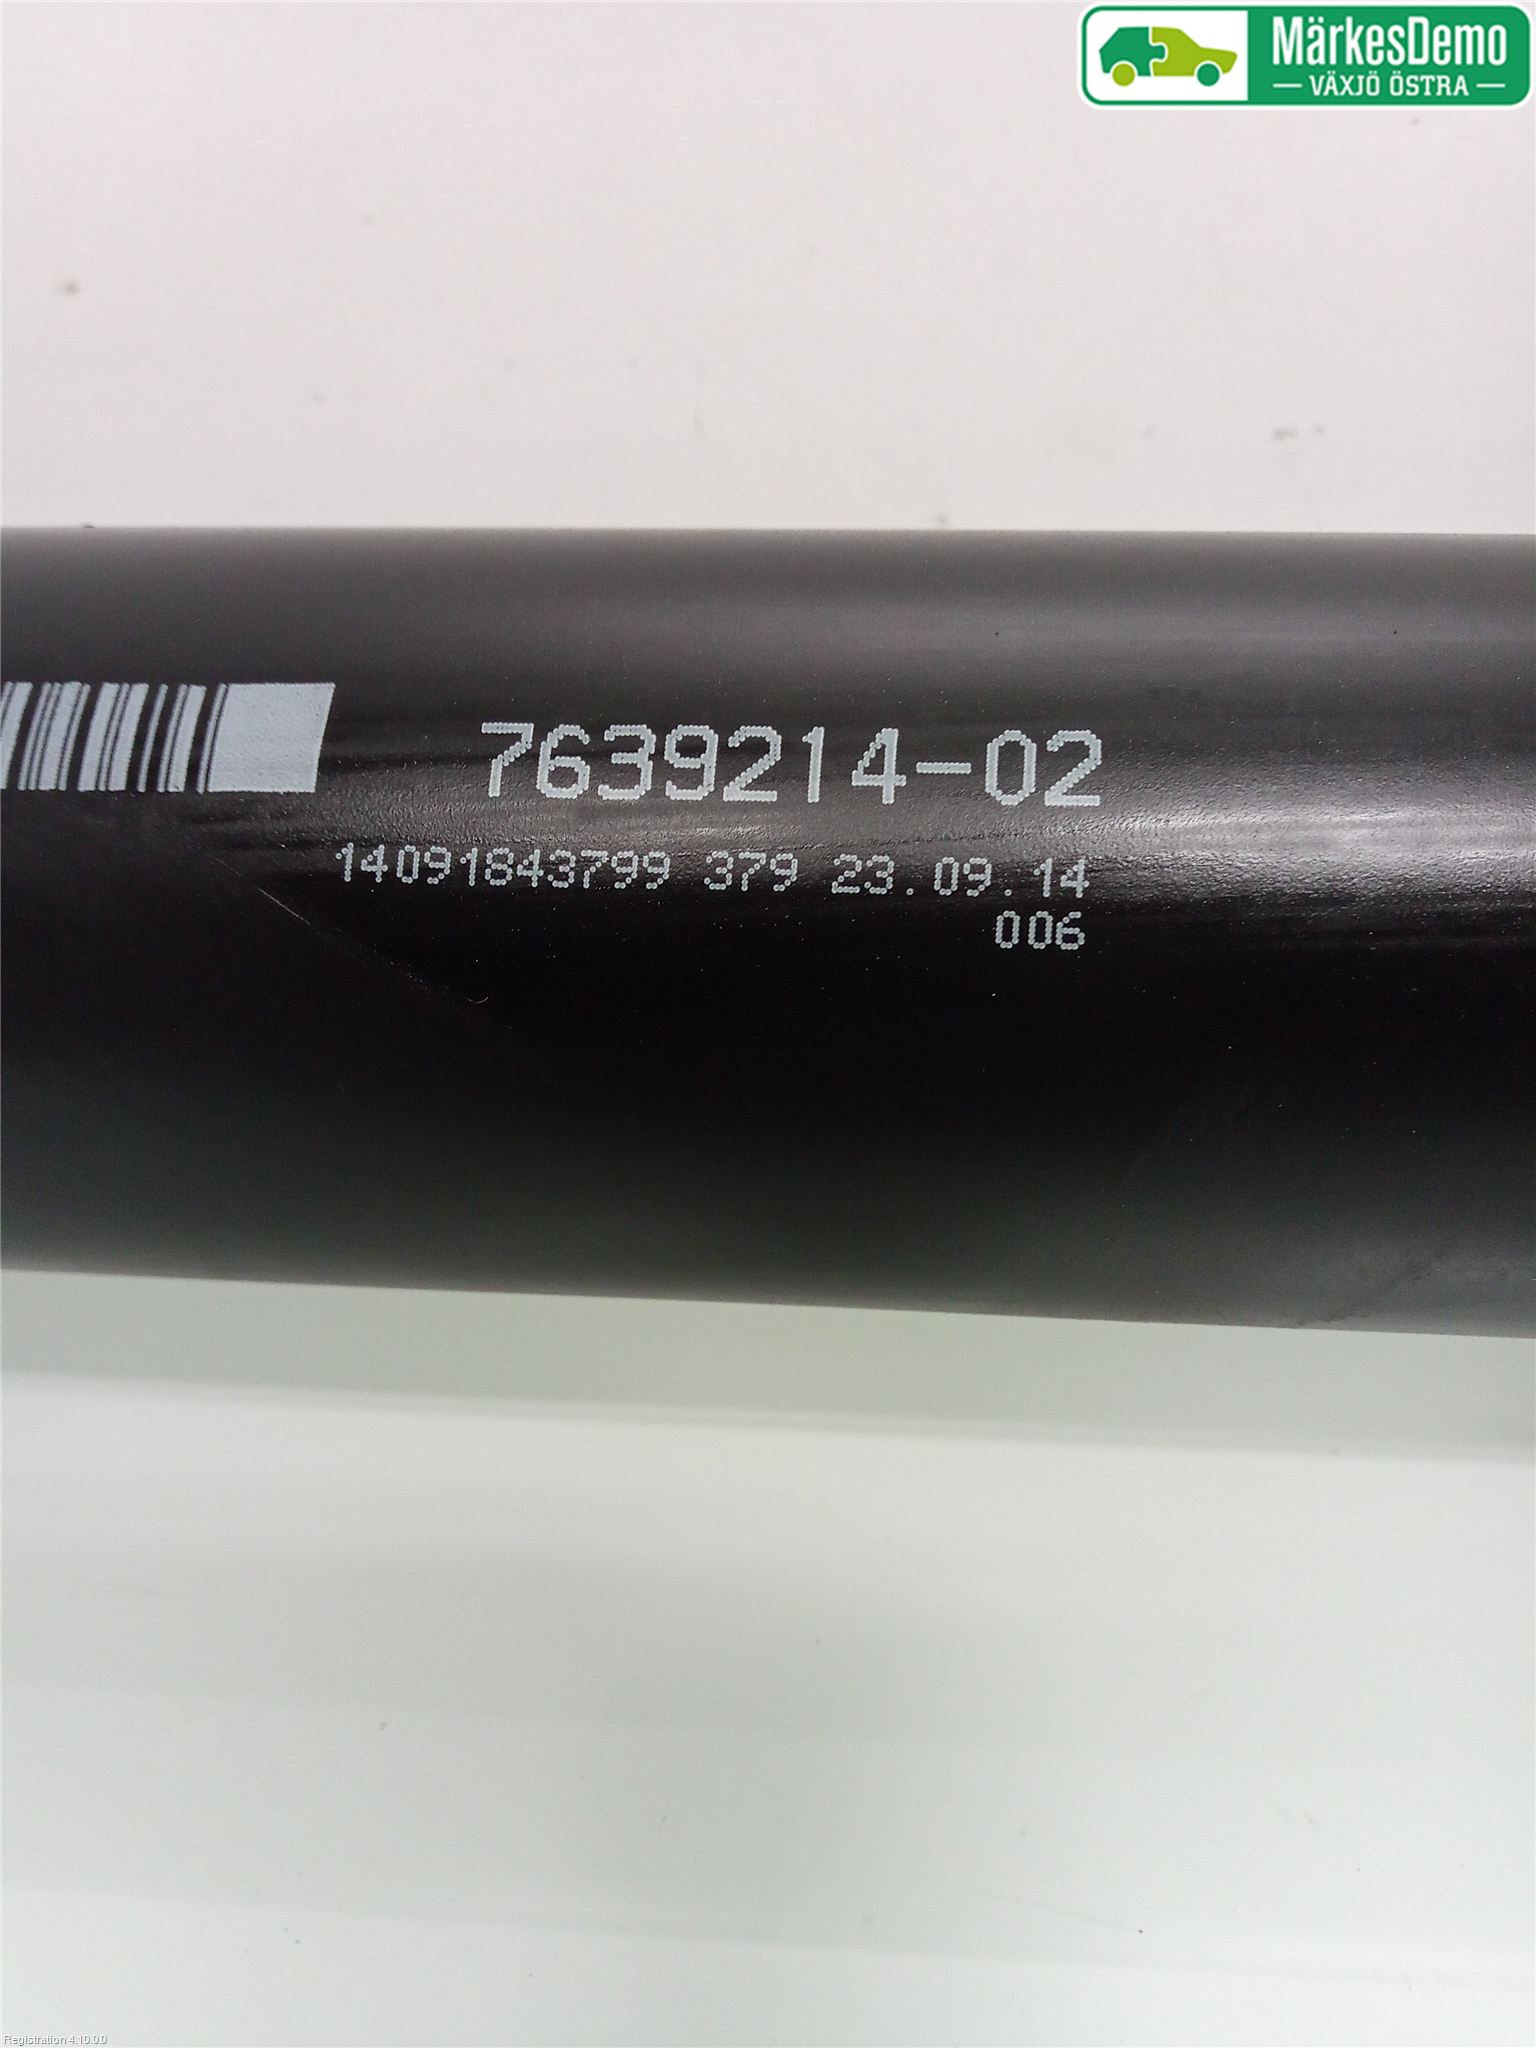 MärkesDemo
VÄXJÖ ÖSTRA
7639214-02
14091843799 379 23.09.14
006
Registration 4.10.0.0